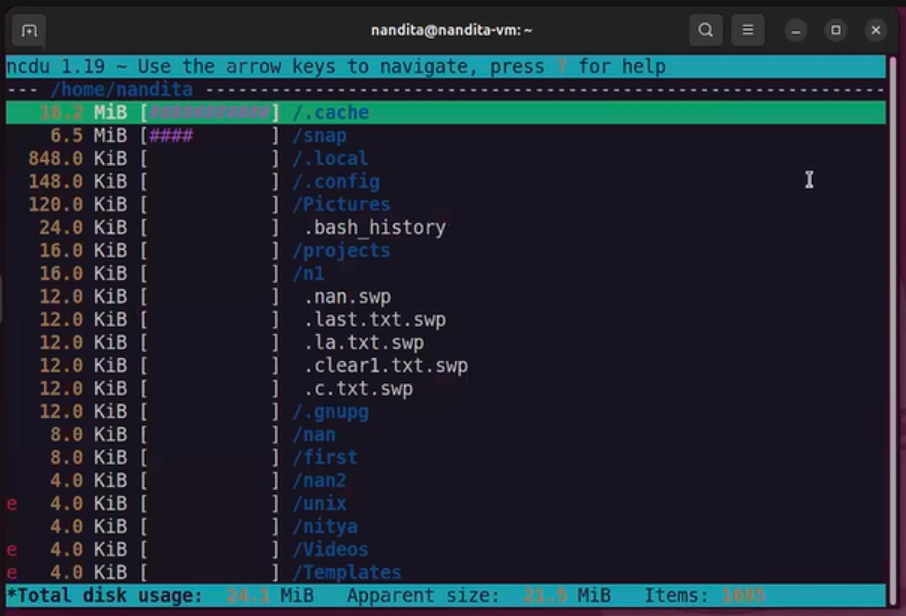 nandita@nandita-vm: ~
ncdu 1.19 ~ Use the arrow keys to navigate, press ? for help
--- /home/nandita --------------------------------------------------------------
16.2 MiB [###########] /.cache
6.5 MiB [####       ] /snap
848.0 KiB [           ] /.local
148.0 KiB [           ] /.config
120.0 KiB [           ] /Pictures
24.0 KiB [           ]  .bash_history
16.0 KiB [           ] /projects
16.0 KiB [           ] /n1
12.0 KiB [           ]  .nan.swp
12.0 KiB [           ]  .last.txt.swp
12.0 KiB [           ]  .la.txt.swp
12.0 KiB [           ]  .clear1.txt.swp
12.0 KiB [           ]  .c.txt.swp
12.0 KiB [           ] /.gnupg
8.0 KiB [           ] /nan
8.0 KiB [           ] /first
4.0 KiB [           ] /nan2
e 4.0 KiB [           ] /unix
4.0 KiB [           ] /nitya
e 4.0 KiB [           ] /Videos
e 4.0 KiB [           ] /Templates
*Total disk usage: 24.1 MiB Apparent size: 21.5 MiB Items: 1695